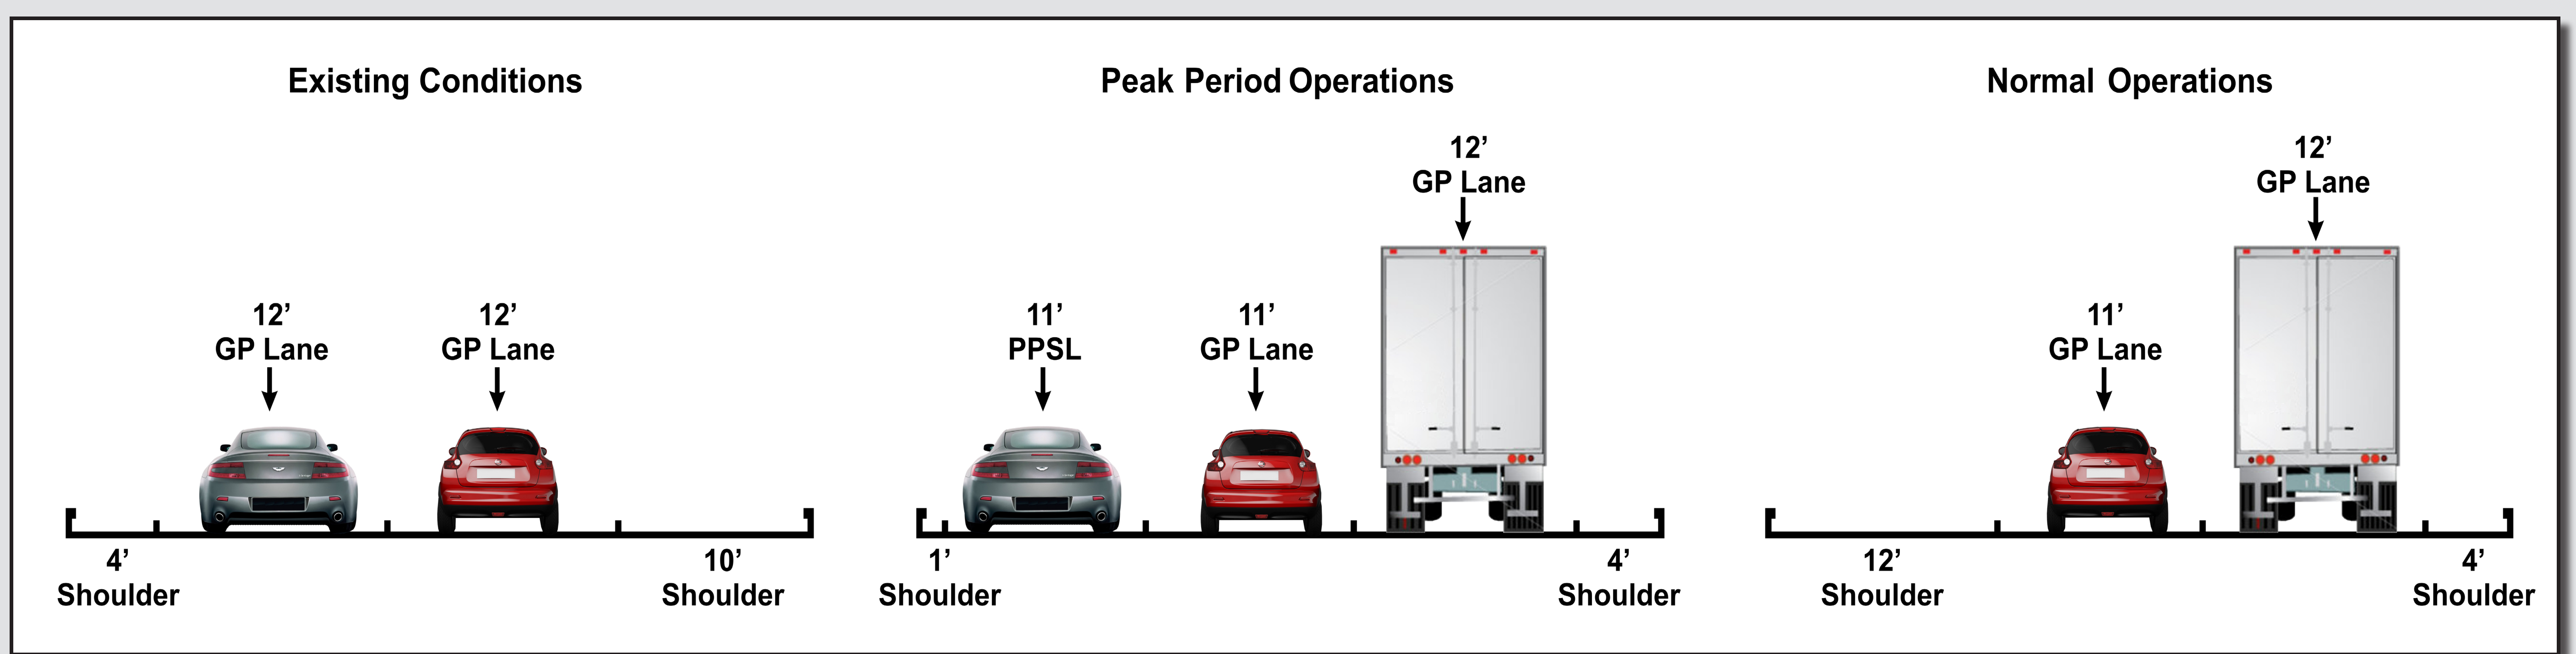 Existing Conditions
12’
GP Lane
12’
GP Lane
4’
Shoulder
10’
Shoulder
Peak Period Operations
11’
PPSL
11’
GP Lane
12’
GP Lane
1’
Shoulder
4’
Shoulder
Normal Operations
11’
GP Lane
12’
GP Lane
12’
Shoulder
4’
Shoulder